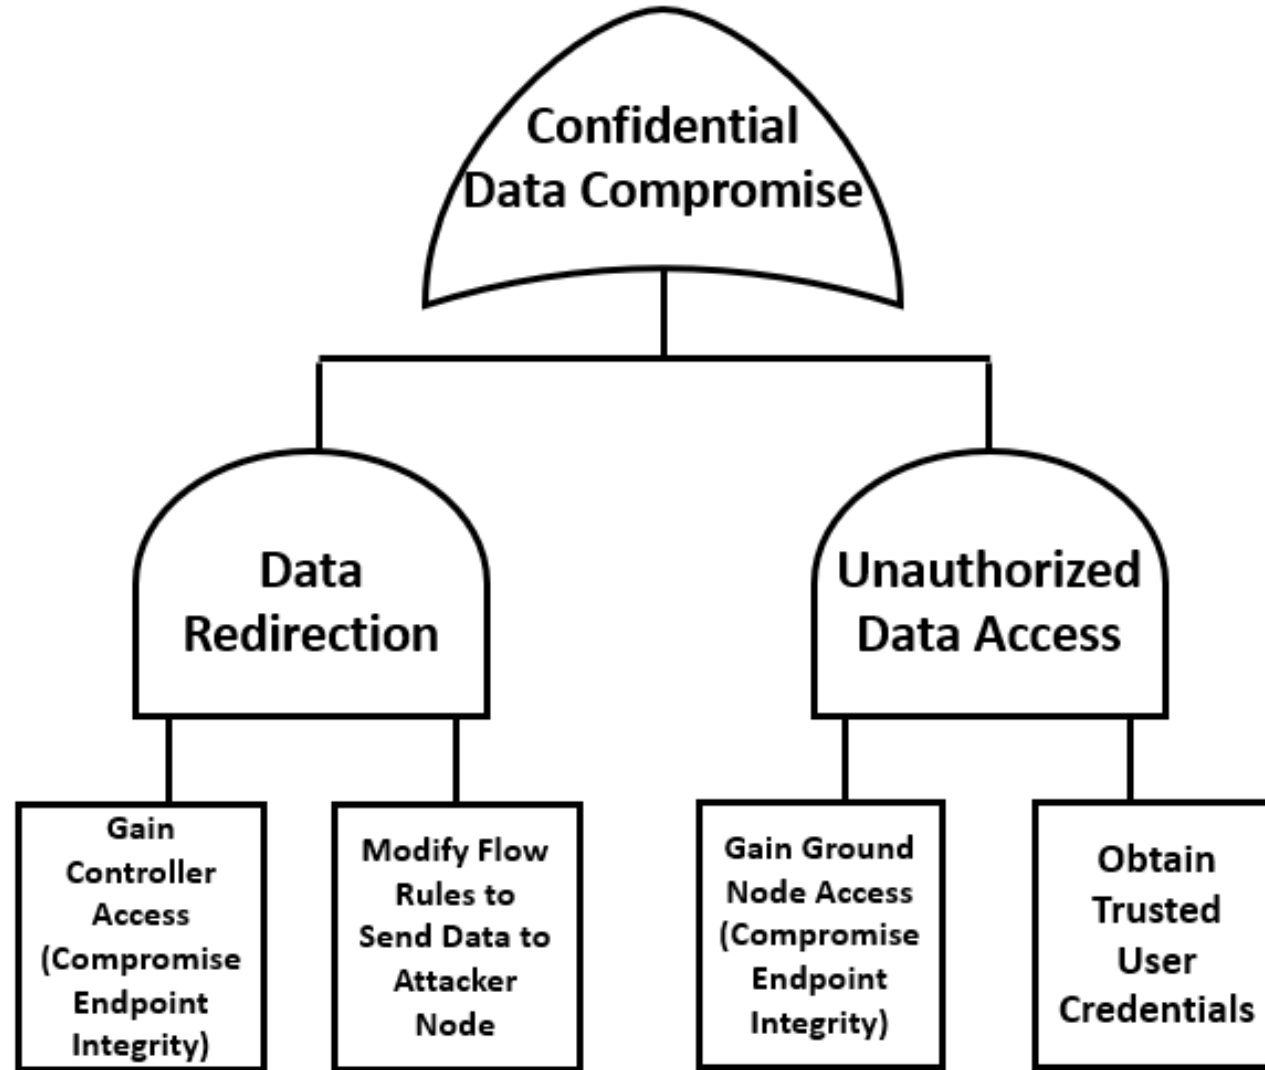 Confidential
Data Compromise
Data
Redirection
Unauthorized
Data Access
Gain
Controller
Access
(Compromise
Endpoint
Integrity)
Modify Flow
Rules to
Send Data to
Attacker
Node
Gain Ground
Node Access
(Compromise
Endpoint
Integrity)
Obtain
Trusted
User
Credentials